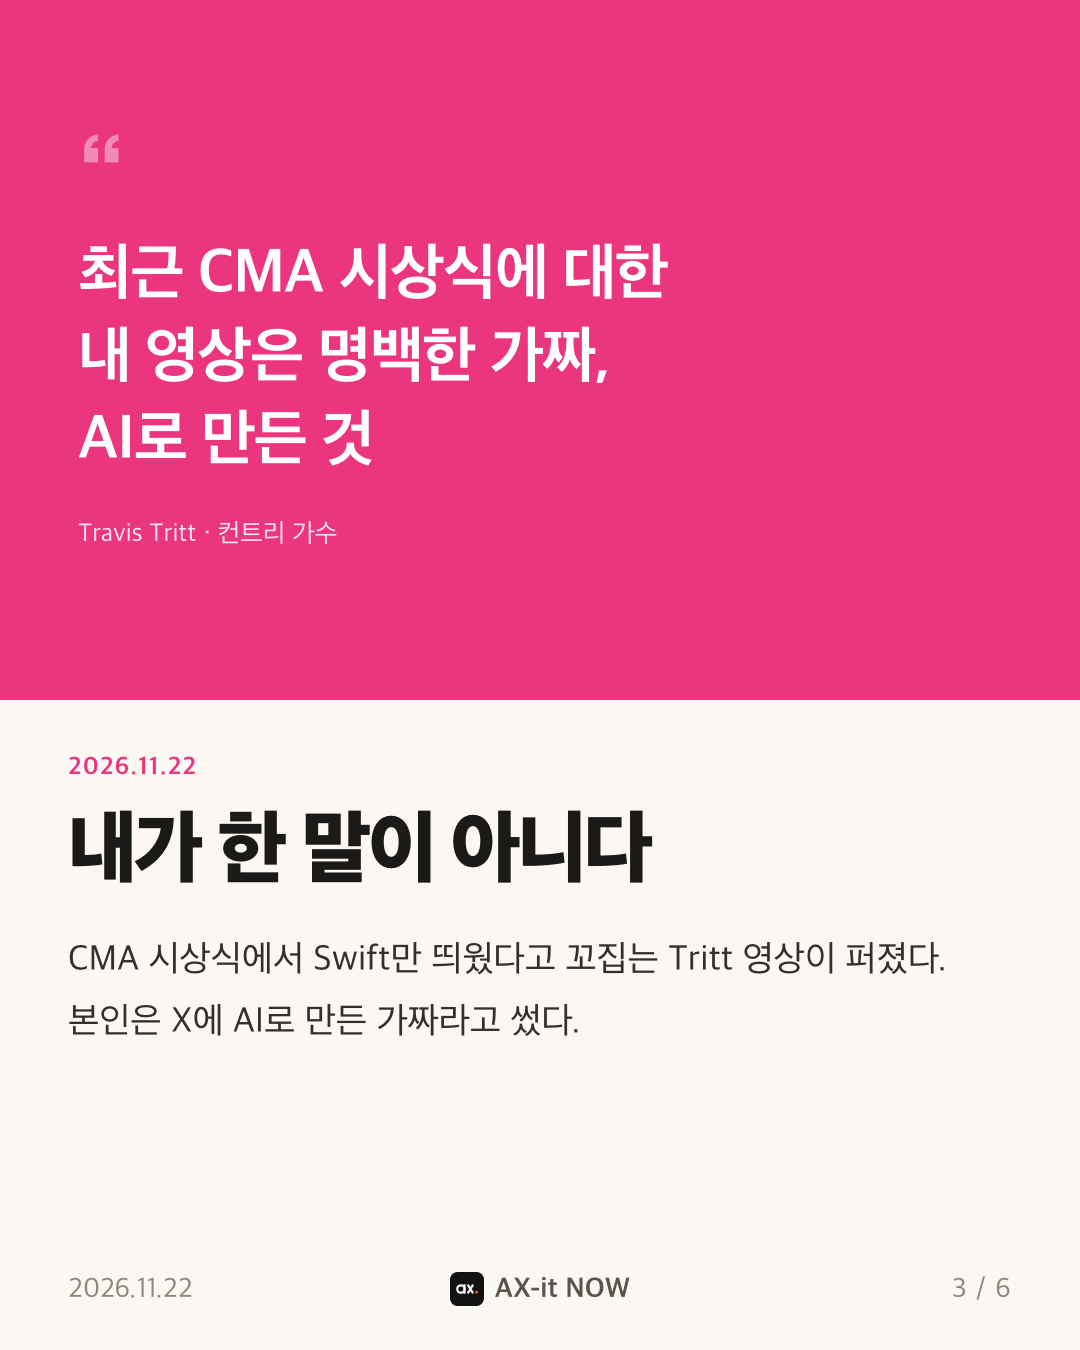 “
최근 CMA 시상식에 대한
내 영상은 명백한 가짜,
AI로 만든 것
Travis Tritt · 컨트리 가수
2026.11.22
내가 한 말이 아니다
CMA 시상식에서 Swift만 띄웠다고 꼬집는 Tritt 영상이 퍼졌다.
본인은 X에 AI로 만든 가짜라고 썼다.
2026.11.22
ax. AX-it NOW
3 / 6